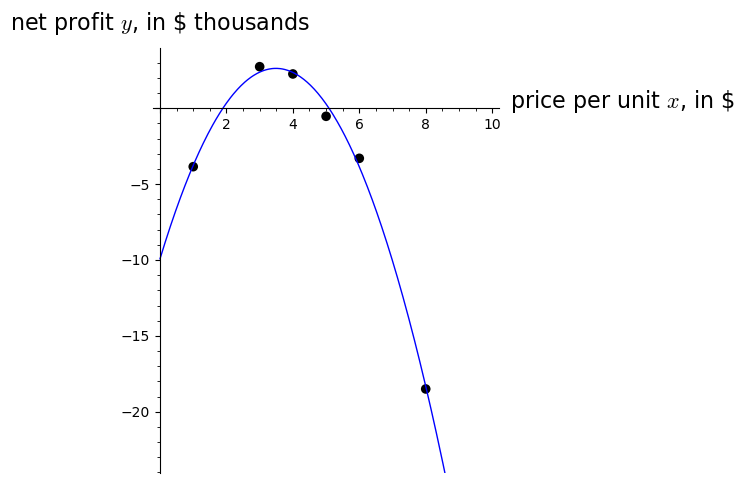 net profit y, in $ thousands
price per unit x, in $
2 4 6 8 10
−5
−10
−15
−20